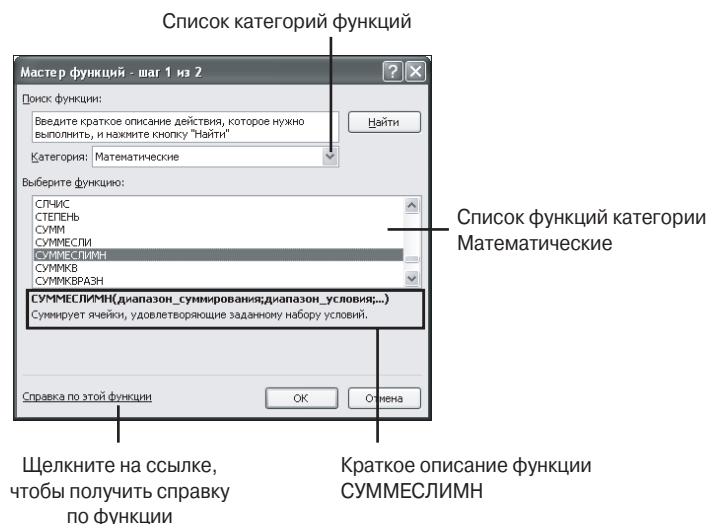 Список категорий функций
Мастер функций - шаг 1 из 2
Поиск функции:
Введите краткое описание действия, которое нужно
выполнить, и нажмите кнопку "Найти"
Найти
Категория: Математические
Выберите функцию:
СЛЧИС
СТЕПЕНЬ
СУММ
СУММЕСЛИ
СУММЕСЛИМН
СУММКВ
СУММКВРАЗН
Список функций категории
Математические
СУММЕСЛИМН(диапазон_суммирования;диапазон_условия;...)
Суммирует ячейки, удовлетворяющие заданному набору условий.
Справка по этой функции
ОК
Отмена
Щелкните на ссылке,
чтобы получить справку
по функции
Краткое описание функции
СУММЕСЛИМН